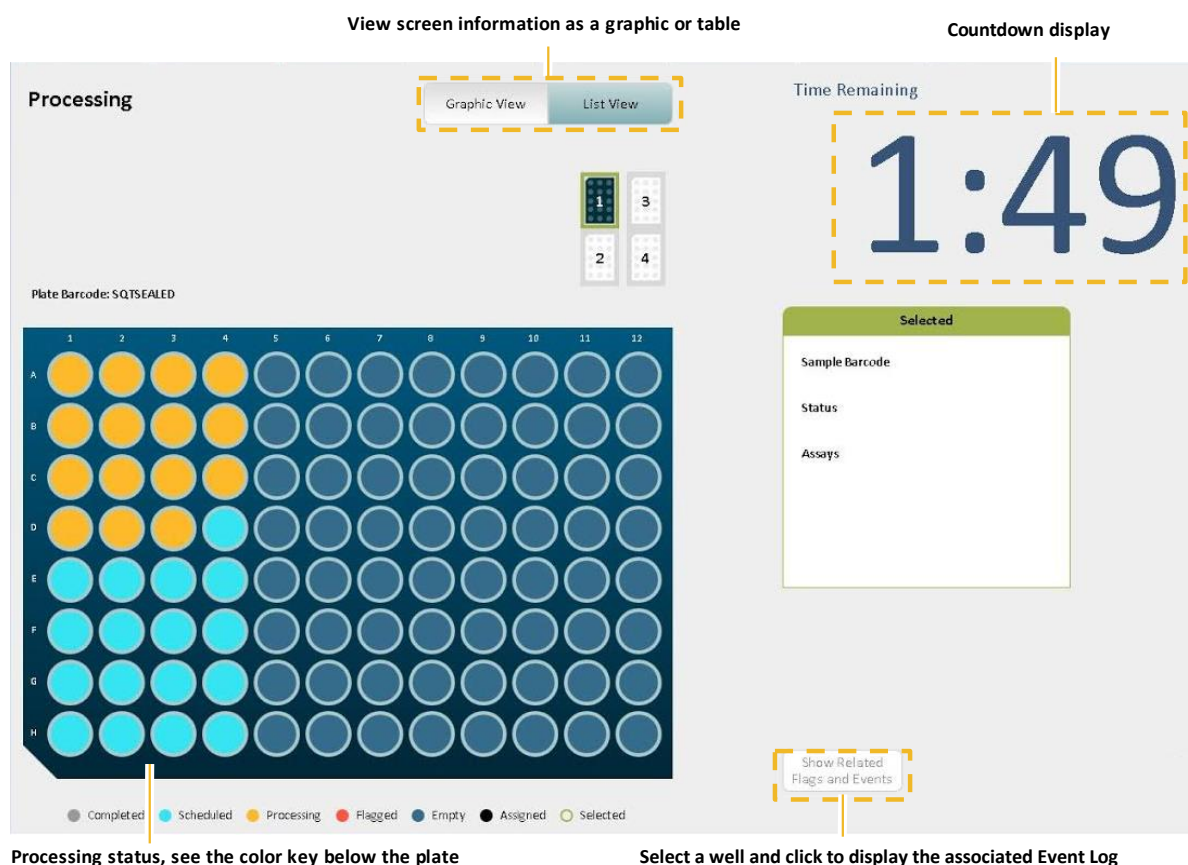 View screen information as a graphic or table
Countdown display
Processing
Graphic View
List View
Time Remaining
1:49
1
3
2
4
Plate Barcode: SQTSEALED
Selected
1 2 3 4 5 6 7 8 9 10 11 12
A
B
C
D
E
F
G
H
Sample Barcode
Status
Assays
Show Related
Flags and Events
Completed Scheduled Processing Flagged Empty Assigned Selected
Processing status, see the color key below the plate
Select a well and click to display the associated Event Log